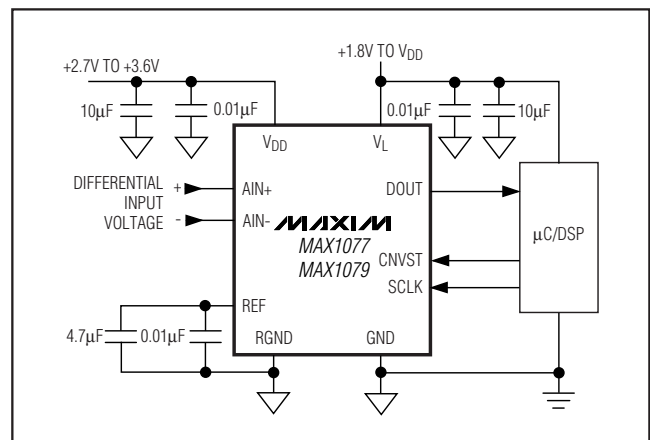 +2.7V TO +3.6V
+1.8V TO VDD
10µF
0.01µF
0.01µF
10µF
VDD
VL
DIFFERENTIAL
INPUT
VOLTAGE
+
-
AIN+
AIN-
DOUT
MAXIM
MAX1077
MAX1079
µC/DSP
CNVST
SCLK
REF
4.7µF
0.01µF
RGND
GND